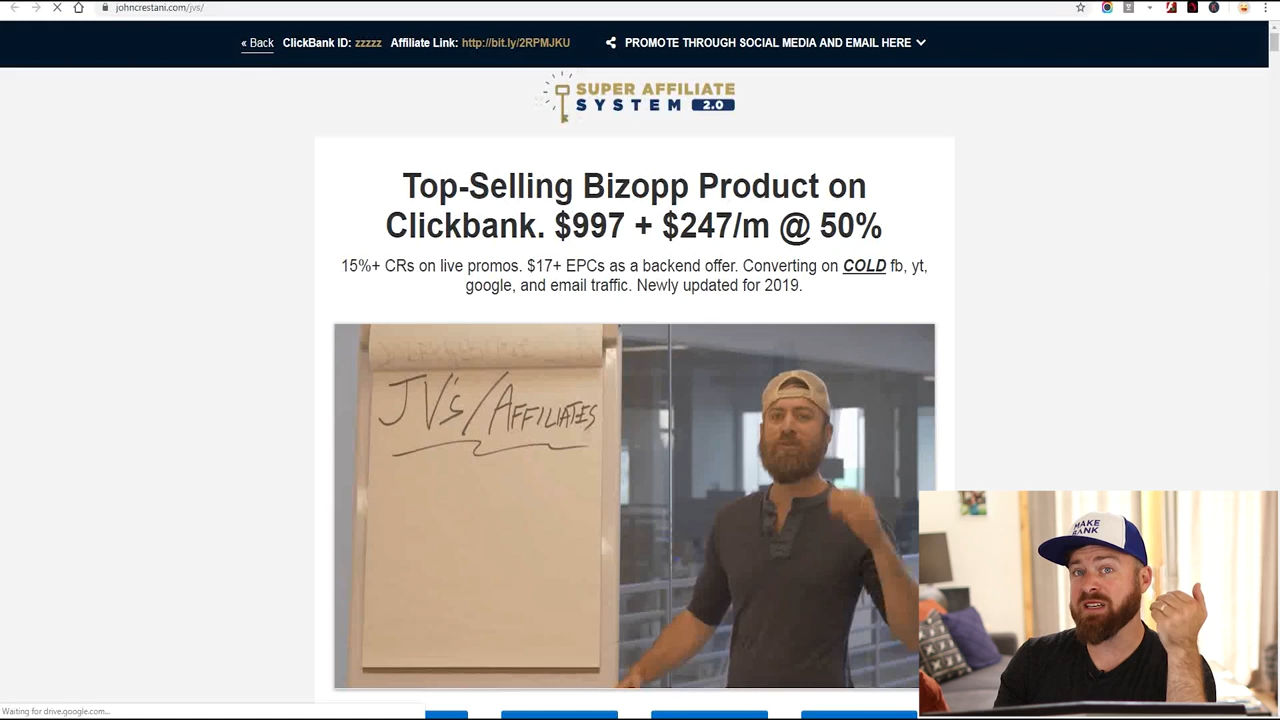 johncrestani.com/jvs/
« Back ClickBank ID: zzzzz Affiliate Link: http://bit.ly/2RPMJKU PROMOTE THROUGH SOCIAL MEDIA AND EMAIL HERE
SUPER AFFILIATE
SYSTEM 2.0
Top-Selling Bizopp Product on
Clickbank. $997 + $247/m @ 50%
15%+ CRs on live promos. $17+ EPCs as a backend offer. Converting on COLD fb, yt,
google, and email traffic. Newly updated for 2019.
JV's/AFFILIATES
MAKE
BANK
Waiting for drive.google.com...